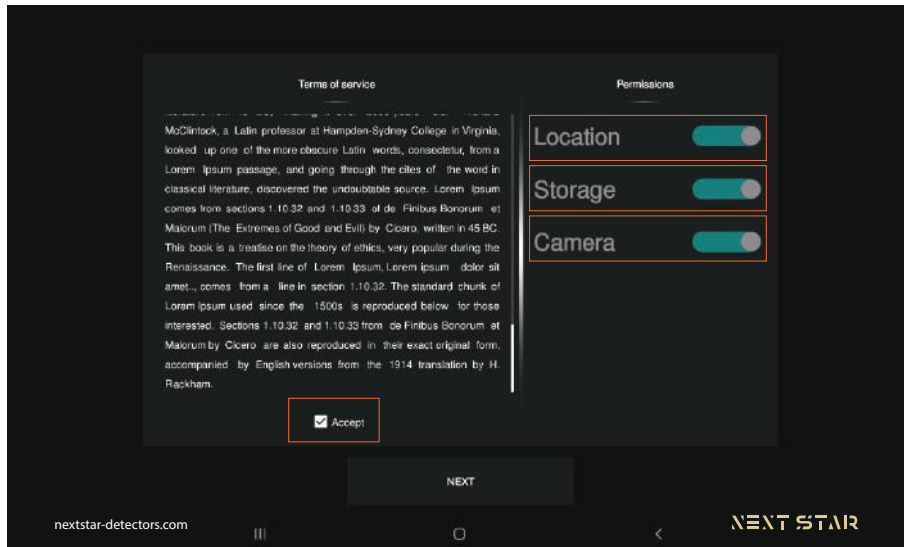 Terms of service
McClintock, a Latin professor at Hampden-Sydney College in Virginia,
looked up one of the more obscure Latin words, consectetur, from a
Lorem Ipsum passage, and going through the cites of the word in
classical literature, discovered the undoubtable source. Lorem Ipsum
comes from sections 1.10.32 and 1.10.33 of de Finibus Bonorum et
Malorum (The Extremes of Good and Evil) by Cicero, written in 45 BC.
This book is a treatise on the theory of ethics, very popular during the
Renaissance. The first line of Lorem Ipsum, Lorem ipsum dolor sit
amet.., comes from a line in section 1.10.32. The standard chunk of
Lorem Ipsum used since the 1500s is reproduced below for those
interested. Sections 1.10.32 and 1.10.33 from de Finibus Bonorum et
Malorum by Cicero are also reproduced in their exact original form,
accompanied by English versions from the 1914 translation by H.
Rackham.
Accept
Permissions
Location
Storage
Camera
NEXT
nextstar-detectors.com
NEXT STAR